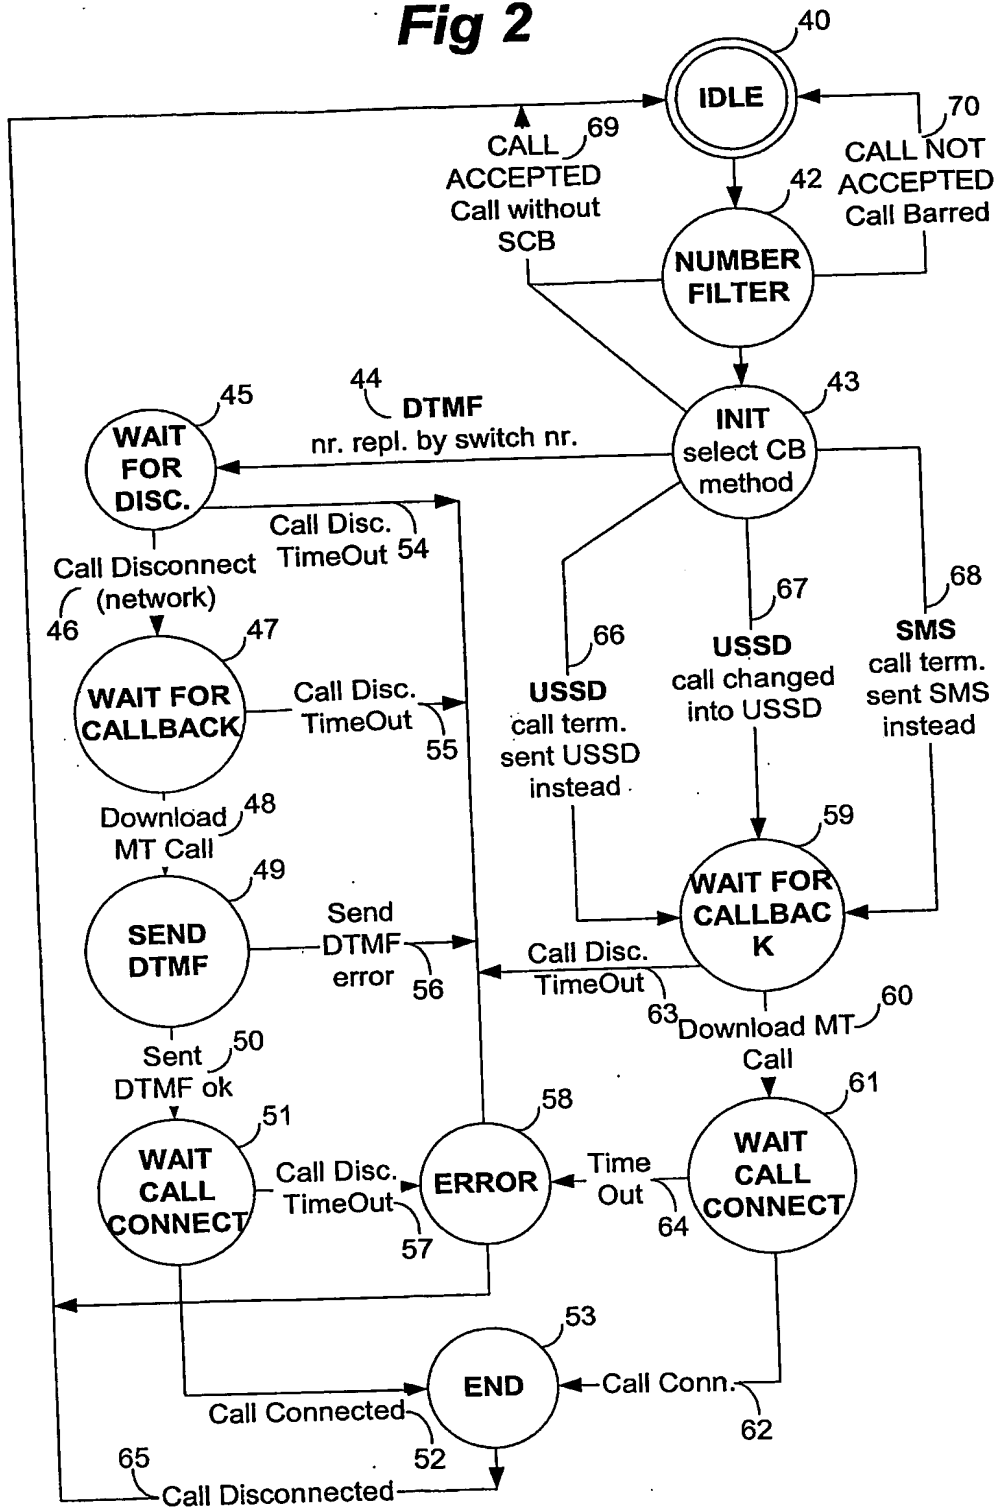 Fig 2
40
IDLE
69
CALL
ACCEPTED
Call without
SCB
70
CALL NOT
ACCEPTED
Call Barred
42
NUMBER
FILTER
43
INIT
select CB
method
44
DTMF
nr. repl. by switch nr.
45
WAIT
FOR
DISC.
Call Disc.
TimeOut 54
Call Disconnect
(network)
46
47
WAIT FOR
CALLBACK
Call Disc.
TimeOut
55
66
USSD
call term.
sent USSD
instead
67
USSD
call changed
into USSD
68
SMS
call term.
sent SMS
instead
Download
MT Call
48
49
SEND
DTMF
Send
DTMF
error
56
59
WAIT FOR
CALLBAC
K
Call Disc.
TimeOut
63
Download MT
Call
60
Sent
DTMF ok
50
51
WAIT
CALL
CONNECT
Call Disc.
TimeOut
57
58
ERROR
Time
Out
64
61
WAIT
CALL
CONNECT
53
END
Call Conn.
62
Call Connected
52
65
Call Disconnected